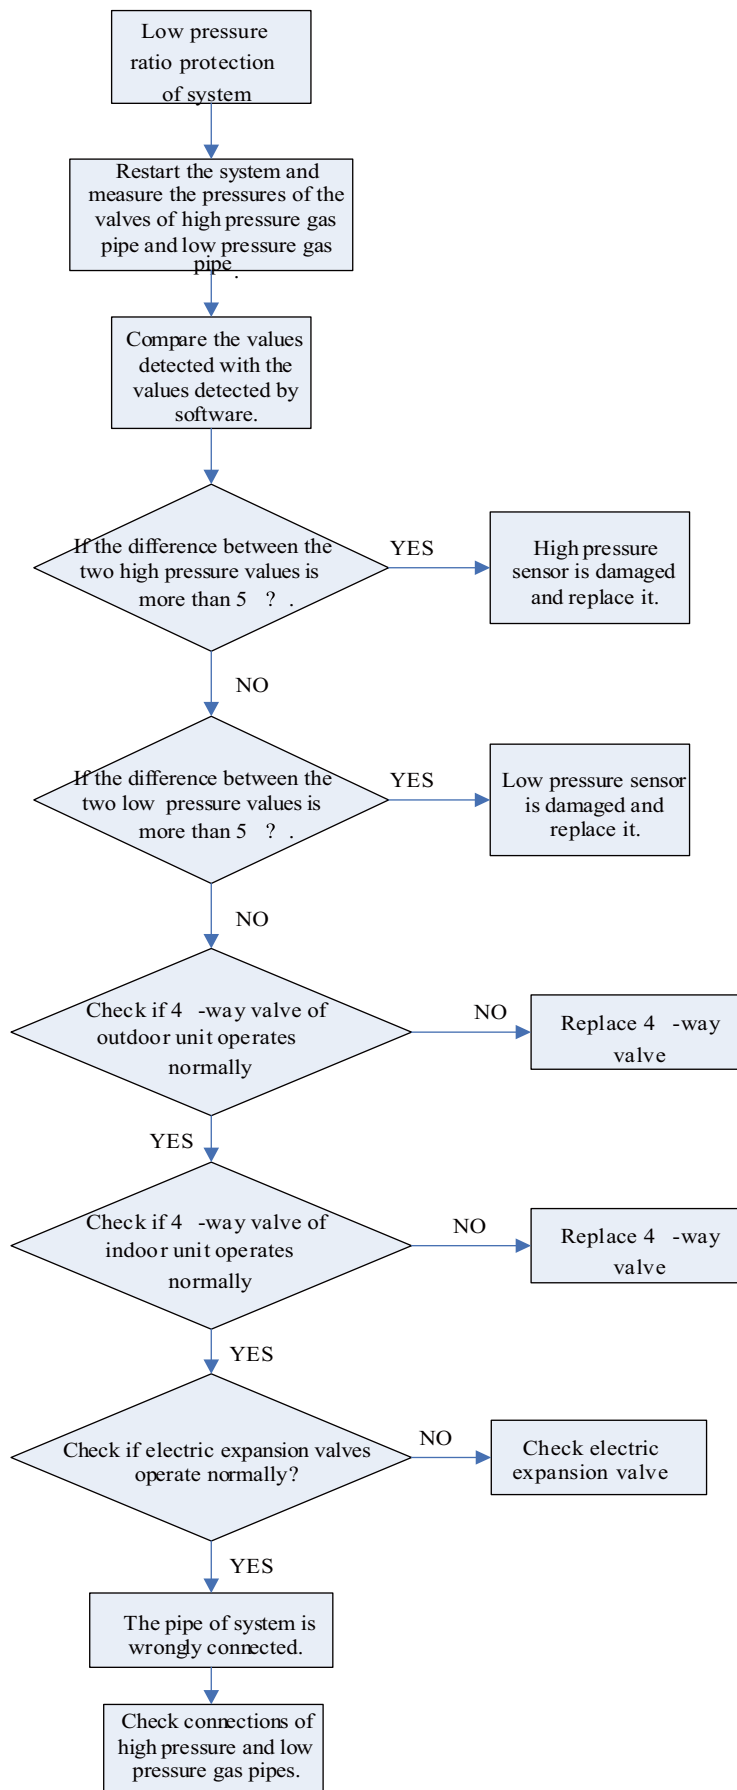 Low pressure
ratio protection
of system
Restart the system and
measure the pressures of the
valves of high pressure gas
pipe and low pressure gas
pipe.
Compare the values
detected with the
values detected by
software.
If the difference between the
two high pressure values is
more than 5 ? .
YES
High pressure
sensor is damaged
and replace it.
NO
If the difference between the
two low pressure values is
more than 5 ? .
YES
Low pressure sensor
is damaged and
replace it.
NO
Check if 4 -way valve of
outdoor unit operates
normally
NO
Replace 4 -way
valve
YES
Check if 4 -way valve of
indoor unit operates
normally
NO
Replace 4 -way
valve
YES
Check if electric expansion valves
operate normally?
NO
Check electric
expansion valve
YES
The pipe of system is
wrongly connected.
Check connections of
high pressure and low
pressure gas pipes.